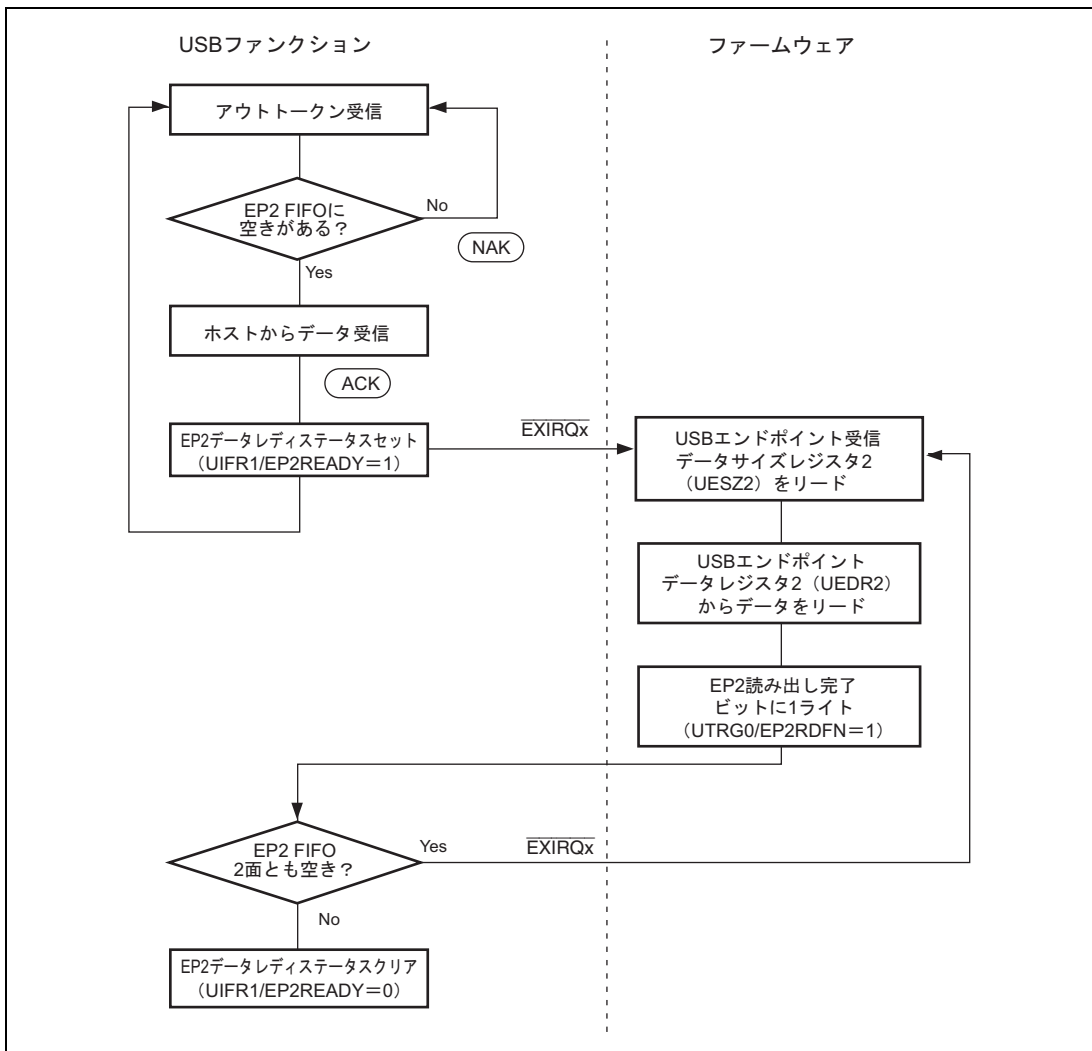 USBファンクション
ファームウェア
アウトトークン受信
EP2 FIFOに
空きがある？
No
NAK
Yes
ホストからデータ受信
ACK
EP2データレディステータスセット
（UIFR1/EP2READY＝1）
EXIRQx
USBエンドポイント受信
データサイズレジスタ2
（UESZ2）をリード
USBエンドポイント
データレジスタ2（UEDR2）
からデータをリード
EP2読み出し完了
ビットに1ライト
（UTRG0/EP2RDFN＝1）
EP2 FIFO
2面とも空き？
Yes
EXIRQx
No
EP2データレディステータスクリア
（UIFR1/EP2READY＝0）